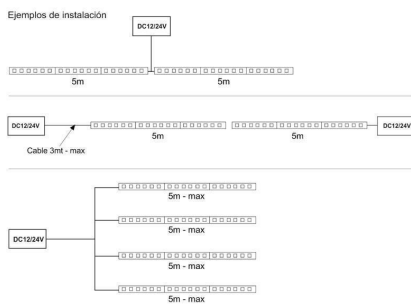 Ejemplos de instalación
DC12/24V
5m 5m
DC12/24V DC12/24V
5m 5m
Cable 3mt - max
5m - max
5m - max
DC12/24V
5m - max
5m - max